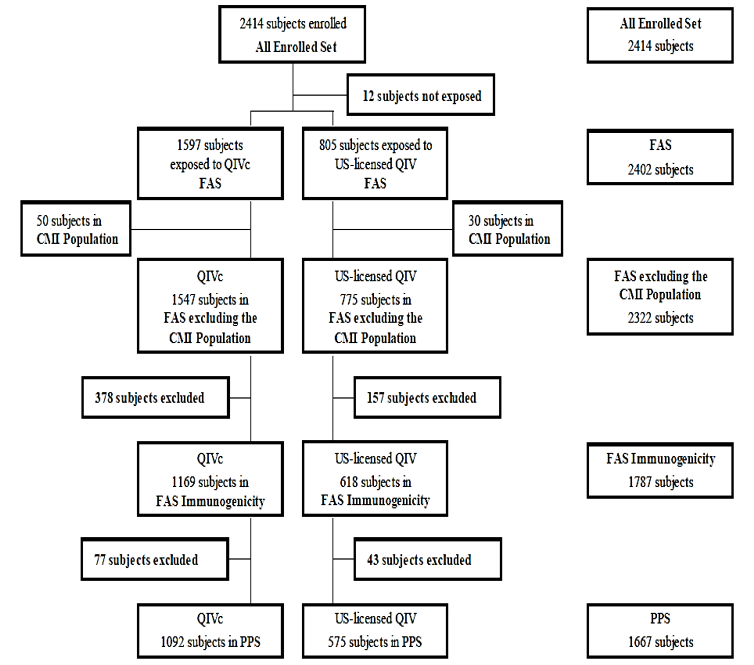 2414 subjects enrolled
All Enrolled Set
All Enrolled Set
2414 subjects
12 subjects not exposed
1597 subjects
exposed to QIVc
FAS
805 subjects exposed to
US-licensed QIV
FAS
FAS
2402 subjects
50 subjects in
CMI Population
30 subjects in
CMI Population
QIVc
1547 subjects in
FAS excluding the
CMI Population
US-licensed QIV
775 subjects in
FAS excluding the
CMI Population
FAS excluding the
CMI Population
2322 subjects
378 subjects excluded
157 subjects excluded
QIVc
1169 subjects in
FAS Immunogenicity
US-licensed QIV
618 subjects in
FAS Immunogenicity
FAS Immunogenicity
1787 subjects
77 subjects excluded
43 subjects excluded
QIVc
1092 subjects in PPS
US-licensed QIV
575 subjects in PPS
PPS
1667 subjects